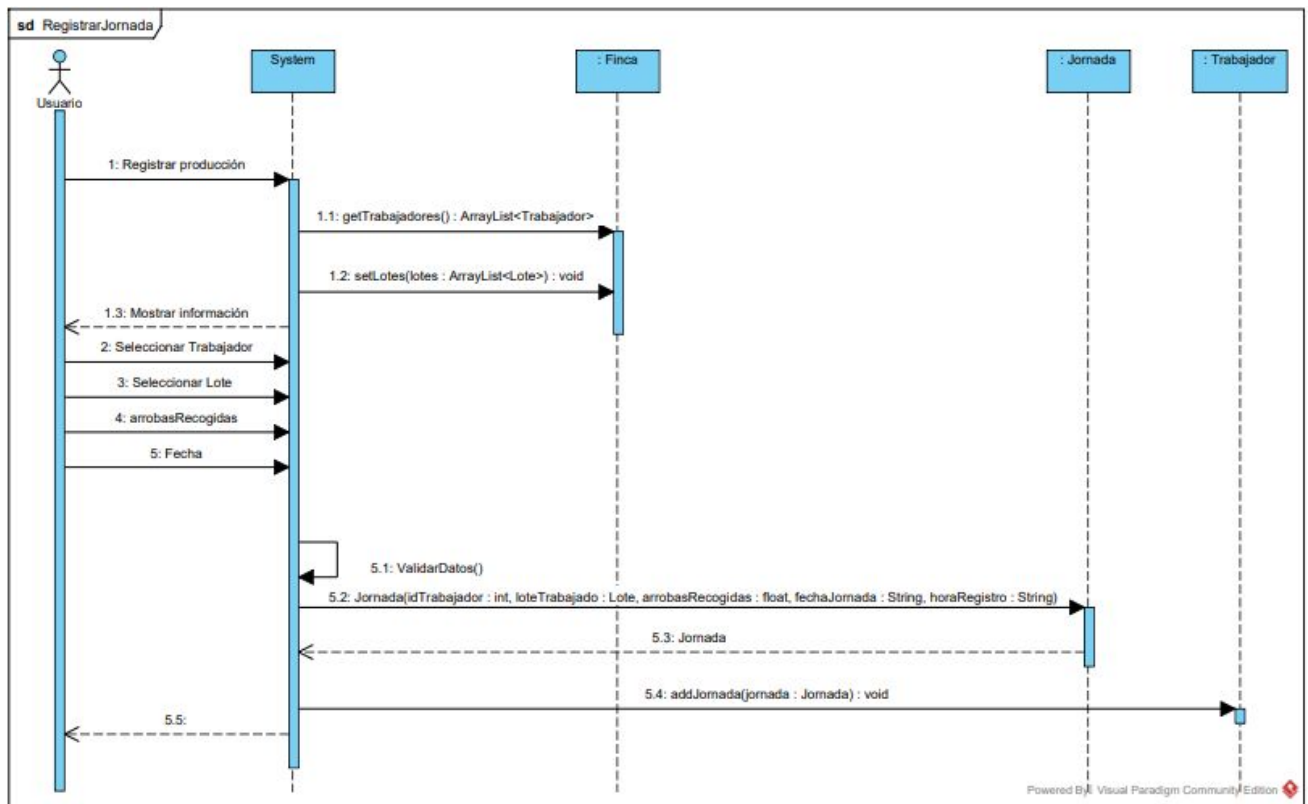 sd RegistrarJornada
Usuario
System
: Finca
: Jornada
: Trabajador
1: Registrar producción
1.1: getTrabajadores() : ArrayList<Trabajador>
1.2: setLotes(lotes : ArrayList<Lote>) : void
1.3: Mostrar información
2: Seleccionar Trabajador
3: Seleccionar Lote
4: arrobasRecogidas
5: Fecha
5.1: ValidarDatos()
5.2: Jornada(idTrabajador : int, loteTrabajado : Lote, arrobasRecogidas : float, fechaJornada : String, horaRegistro : String)
5.3: Jornada
5.4: addJornada(jornada : Jornada) : void
5.5:
Powered By Visual Paradigm Community Edition